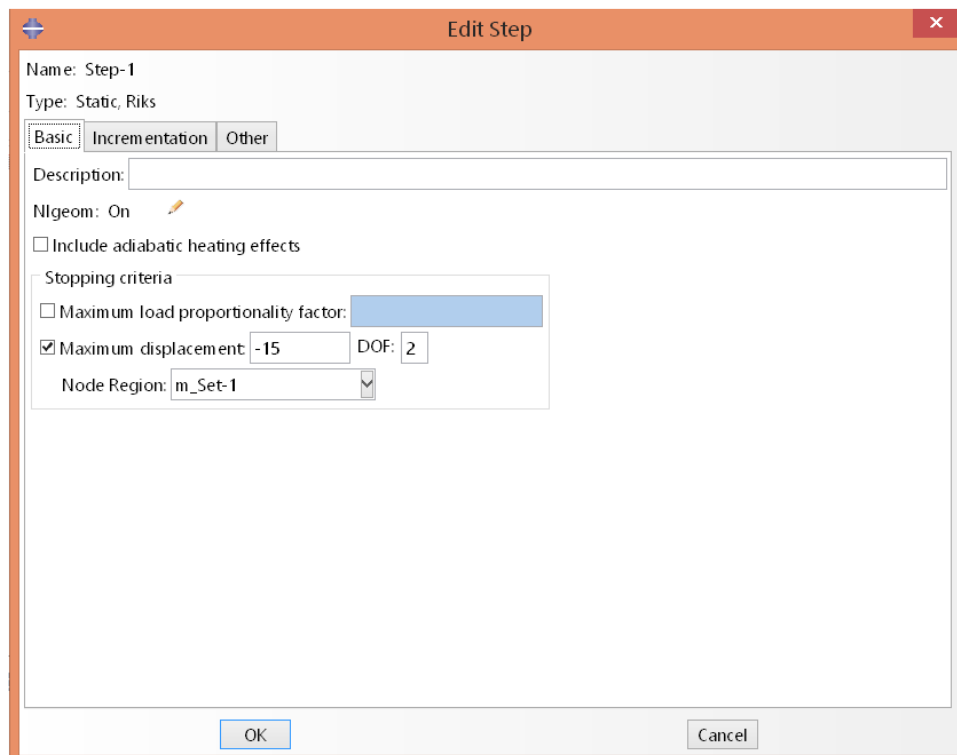 Edit Step
Name: Step-1
Type: Static, Riks
Basic Incrementation Other
Description:
Nlgeom: On
Include adiabatic heating effects
Stopping criteria
Maximum load proportionality factor:
Maximum displacement: -15 DOF: 2
Node Region: m_Set-1
OK Cancel